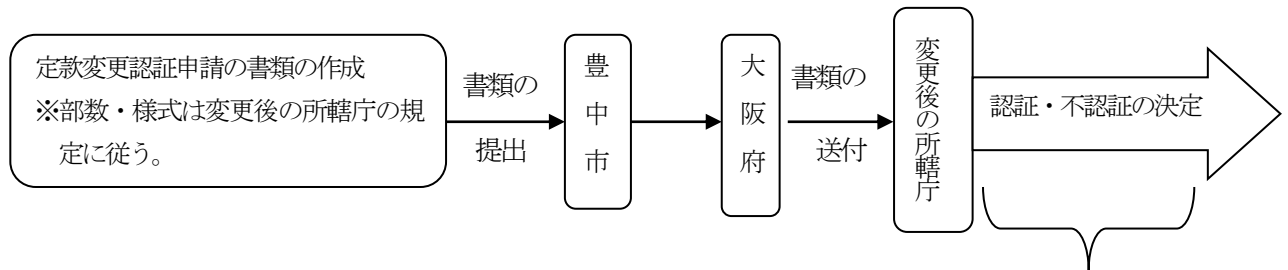 定款変更認証申請の書類の作成
※部数・様式は変更後の所轄庁の規
定に従う。
書類の
提出
豊中市
大阪府
書類の
送付
変更後の所轄庁
認証・不認証の決定